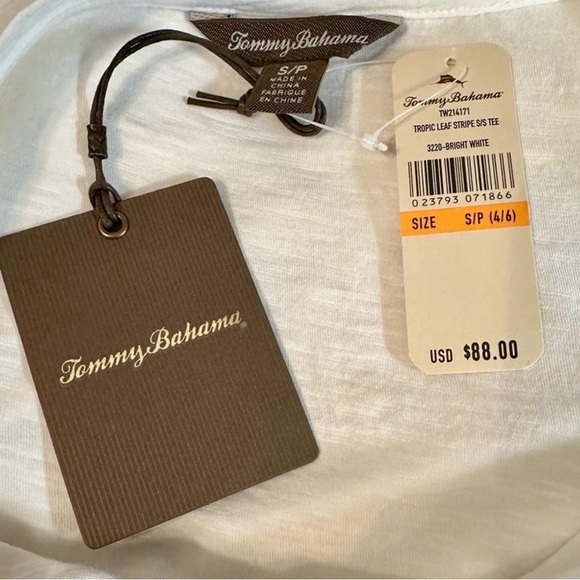 Tommy Bahama
S/P
MADE IN
CHINA
FABRIQUE
EN CHINE
Tommy Bahama®
TW214171
TROPIC LEAF STRIPE S/S TEE
3220-BRIGHT WHITE
0 23793 071866
SIZE S/P (4/6)
USD $88.00
Tommy Bahama®